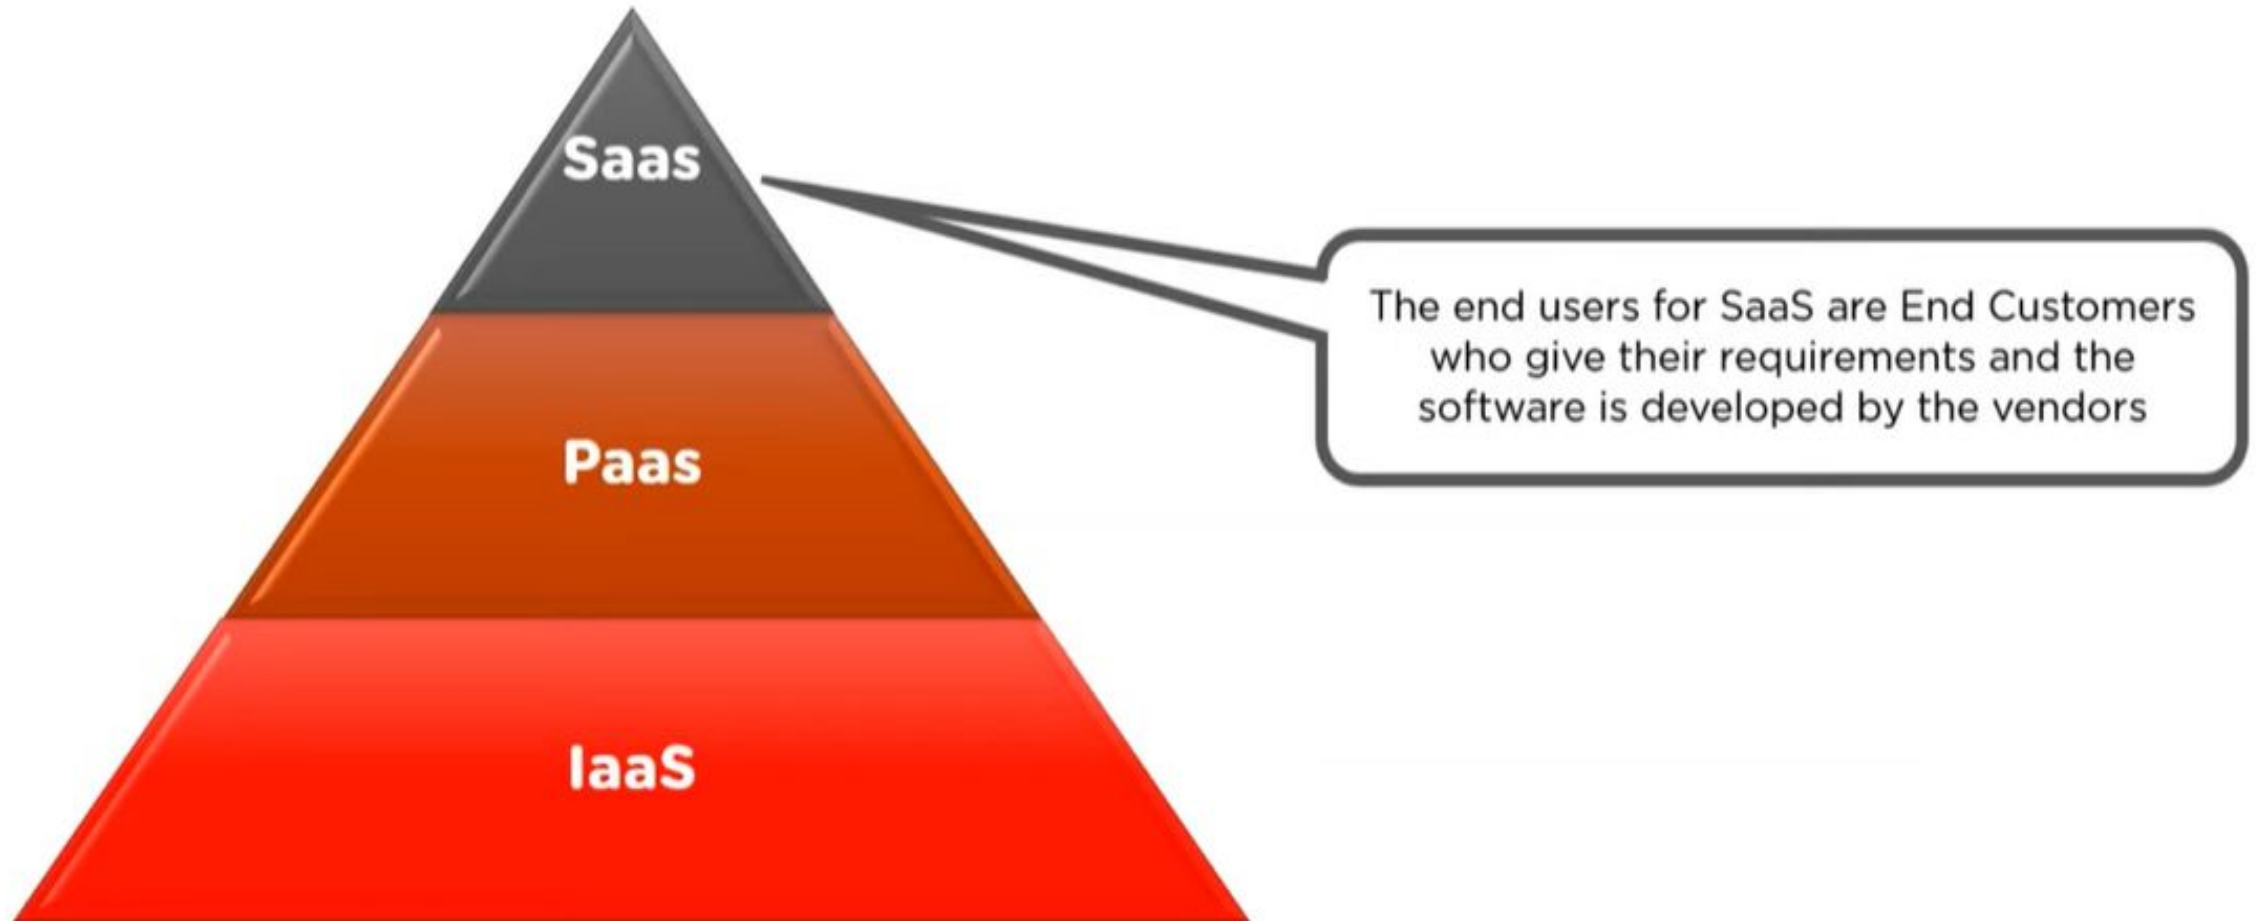 Saas
The end users for SaaS are End Customers
who give their requirements and the
software is developed by the vendors
Paas
IaaS